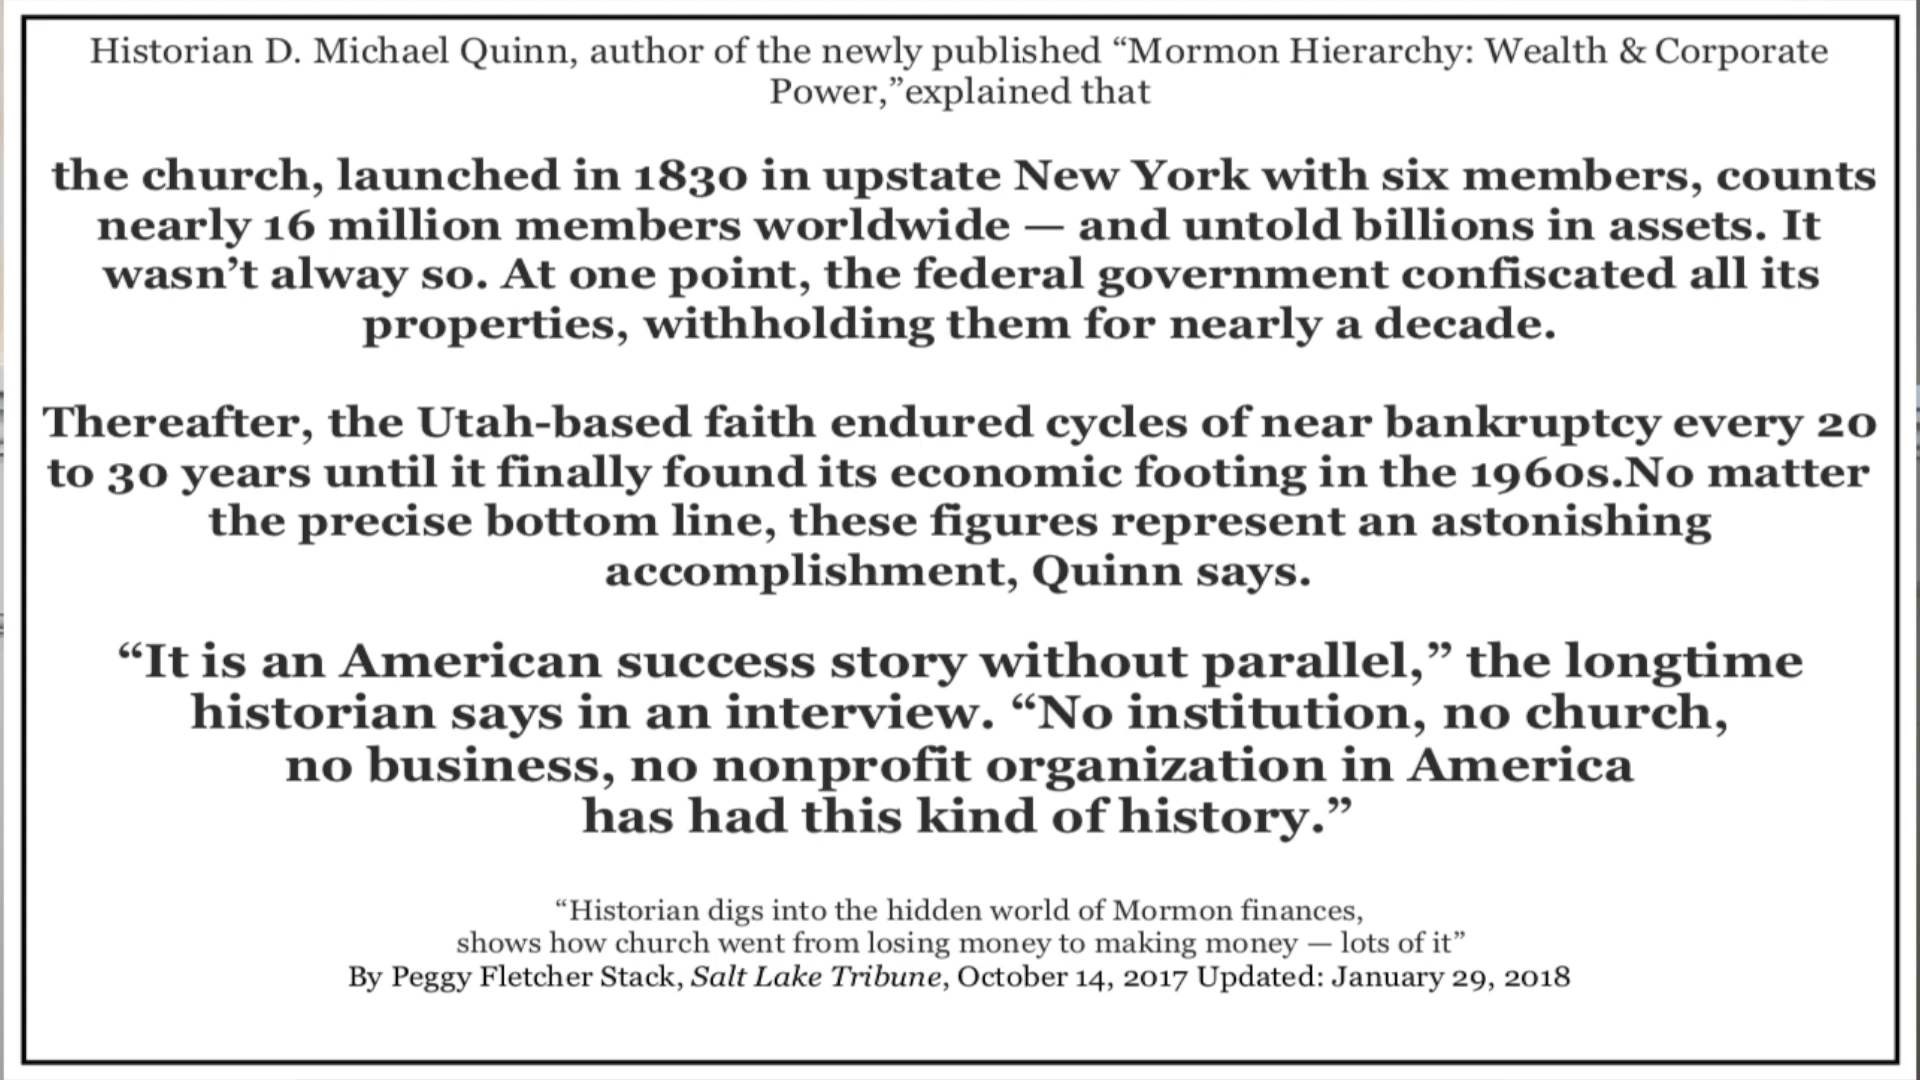 Historian D. Michael Quinn, author of the newly published “Mormon Hierarchy: Wealth & Corporate
Power,”explained that
the church, launched in 1830 in upstate New York with six members, counts
nearly 16 million members worldwide — and untold billions in assets. It
wasn’t alway so. At one point, the federal government confiscated all its
properties, withholding them for nearly a decade.
Thereafter, the Utah-based faith endured cycles of near bankruptcy every 20
to 30 years until it finally found its economic footing in the 1960s.No matter
the precise bottom line, these figures represent an astonishing
accomplishment, Quinn says.
“It is an American success story without parallel,” the longtime
historian says in an interview. “No institution, no church,
no business, no nonprofit organization in America
has had this kind of history.”
“Historian digs into the hidden world of Mormon finances,
shows how church went from losing money to making money — lots of it”
By Peggy Fletcher Stack, Salt Lake Tribune, October 14, 2017 Updated: January 29, 2018